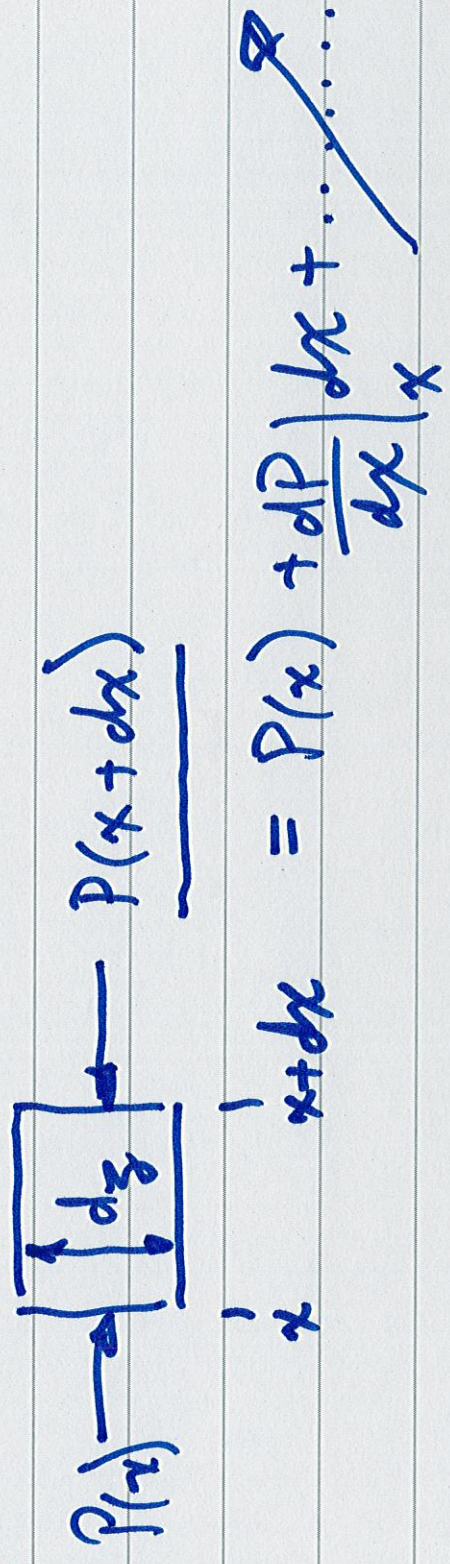 P(x) → dz ← P(x+dx)
x x+dx = P(x) + dP/dx|x dx + ......